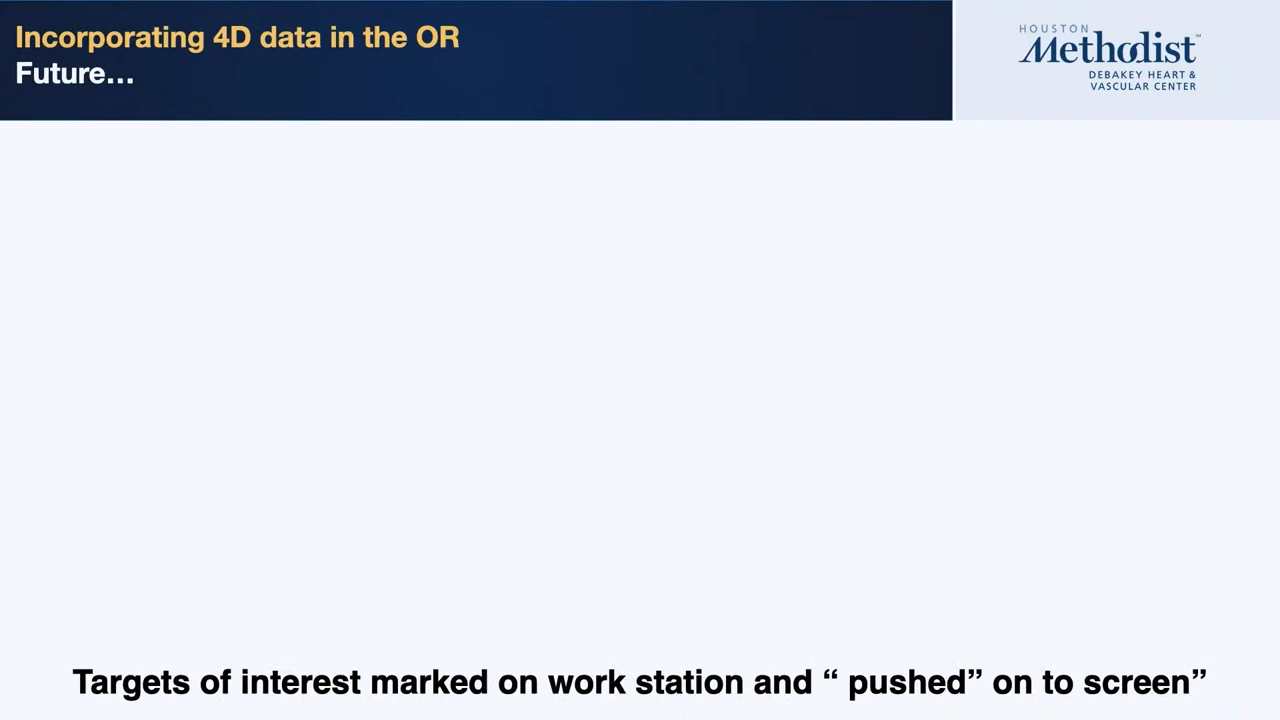 Incorporating 4D data in the OR
Future…
HOUSTON
Methodist
DEBAKEY HEART &
VASCULAR CENTER
Targets of interest marked on work station and “ pushed” on to screen”